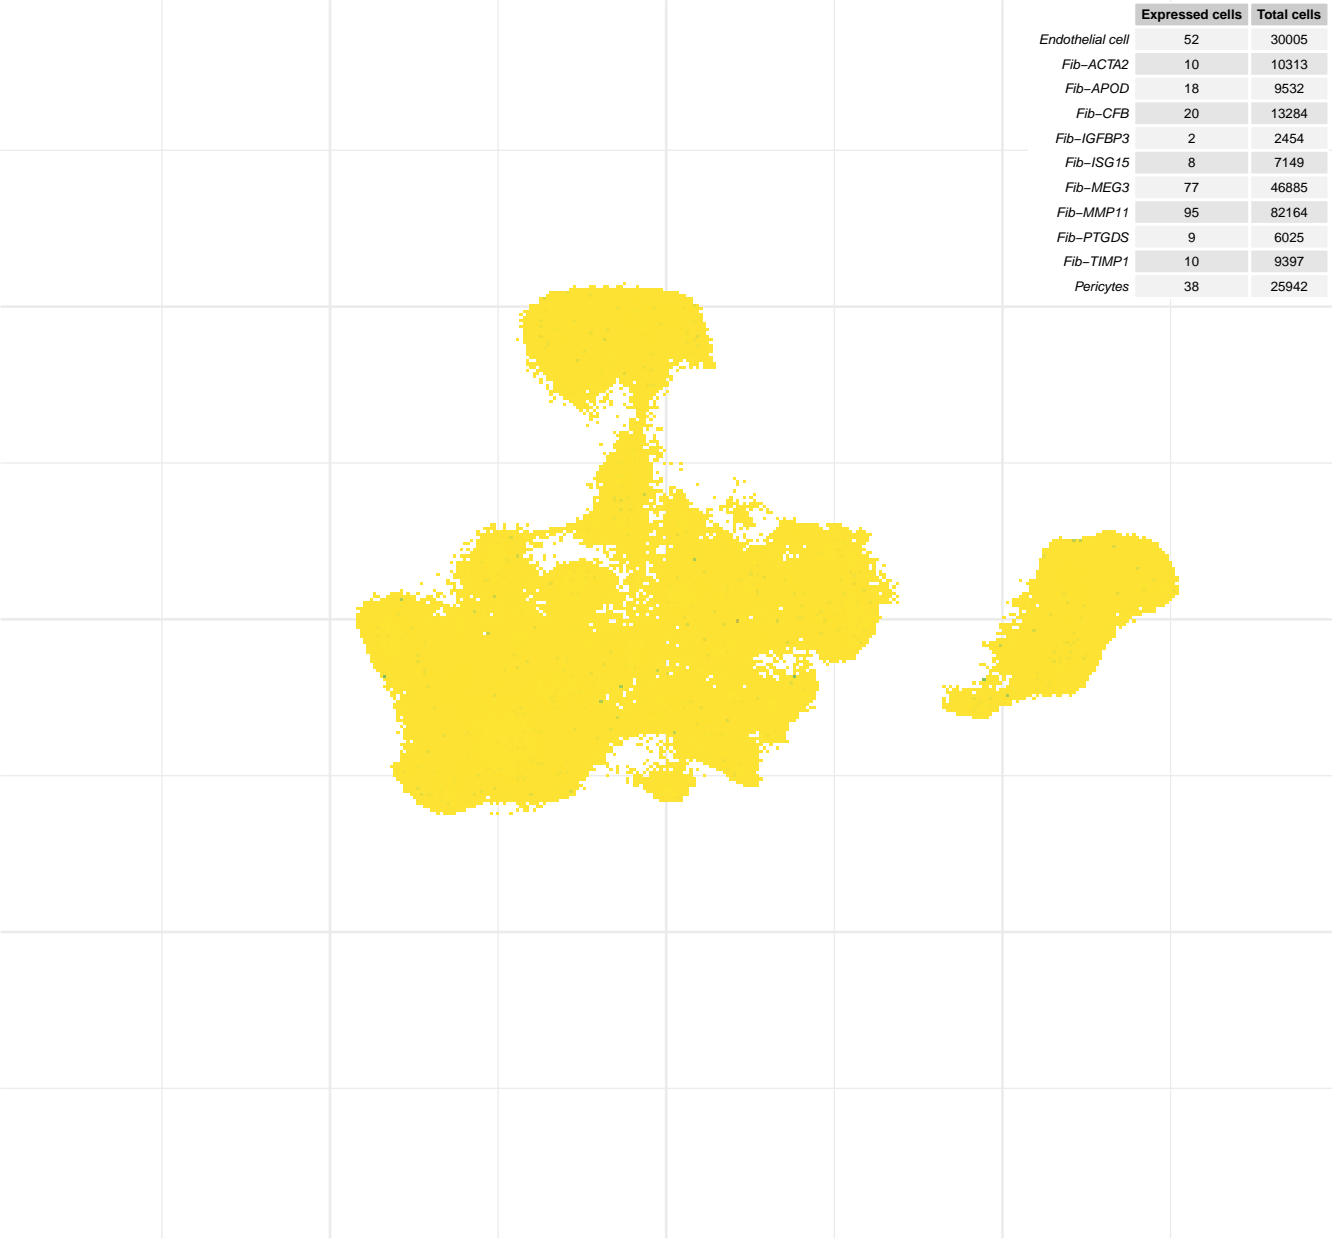 Expressed cells Total cells
Endothelial cell 52 30005
Fib−ACTA2 10 10313
Fib−APOD 18 9532
Fib−CFB 20 13284
Fib−IGFBP3 2 2454
Fib−ISG15 8 7149
Fib−MEG3 77 46885
Fib−MMP11 95 82164
Fib−PTGDS 9 6025
Fib−TIMP1 10 9397
Pericytes 38 25942